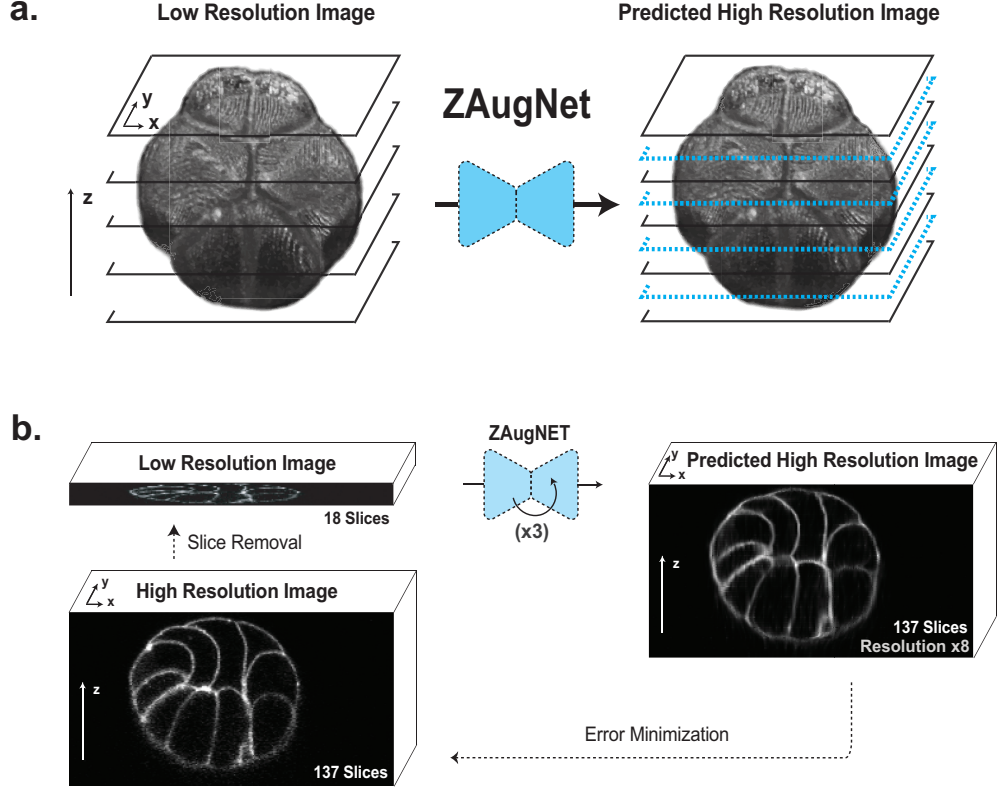 a.
Low Resolution Image
Predicted High Resolution Image
y
x
z
ZAugNet
b.
Low Resolution Image
18 Slices
Slice Removal
y
x
High Resolution Image
z
137 Slices
ZAugNET
(x3)
y
x
Predicted High Resolution Image
z
137 Slices
Resolution x8
Error Minimization